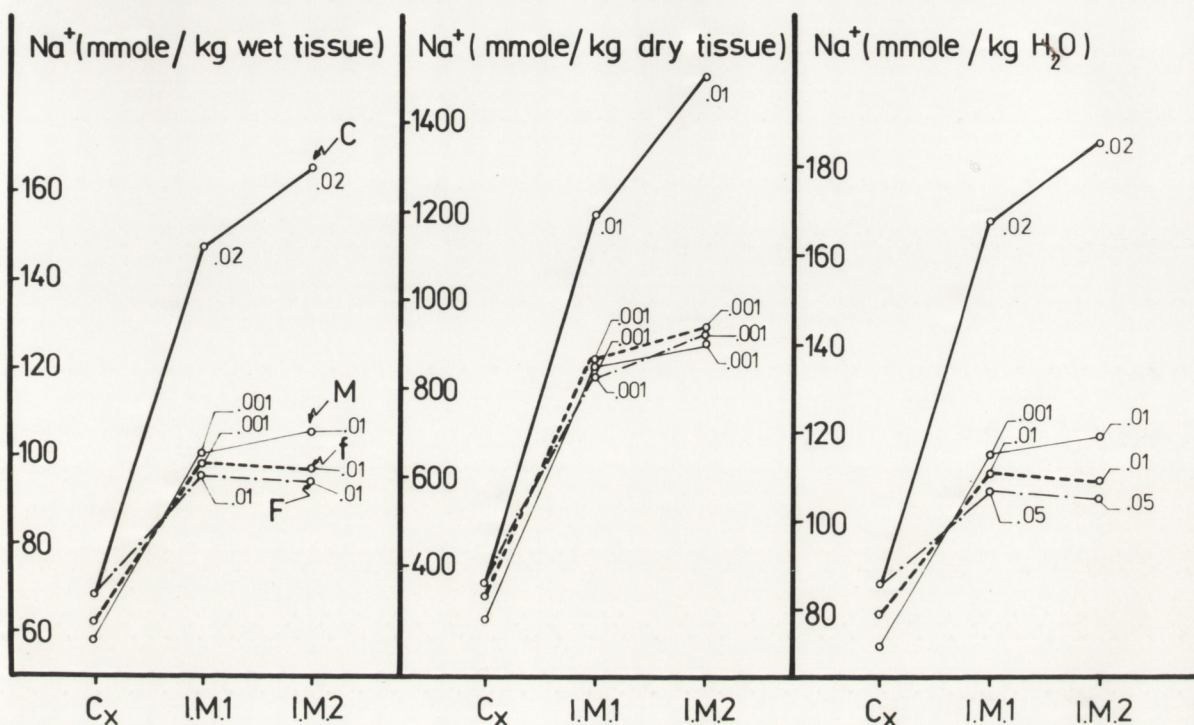 Na⁺(mmole/kg wet tissue)
160
140
120
100
80
60
C
.02
.02
M
.001
.001
.01
f
.01
.01
.01
F
Cx
I.M.1
I.M.2
Na⁺(mmole/kg dry tissue)
1400
1200
1000
800
600
400
.01
.01
.001
.001
.001
.001
.001
.001
Cx
I.M.1
I.M.2
Na⁺(mmole/kg H₂O)
180
160
140
120
100
80
.02
.02
.001
.01
.01
.01
.05
.05
Cx
I.M.1
I.M.2